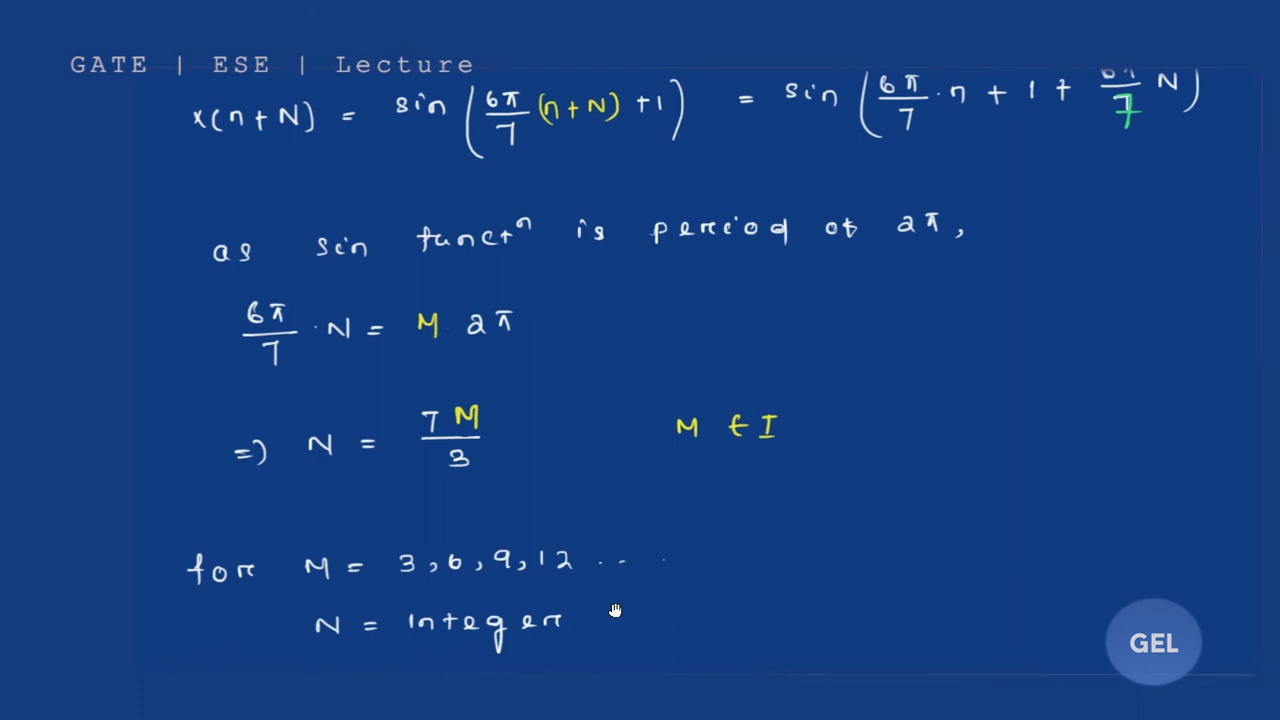 GATE | ESE | Lecture
x(n+N) = sin(6π/7 (n+N) +1) = sin(6π/7 · n + 1 + 6π/7 N)
as sin functⁿ is period of 2π,
6π/7 · N = M · 2π
=) N = 7M/3 M ∈ I
for M = 3,6,9,12 ....
N = integer
GEL